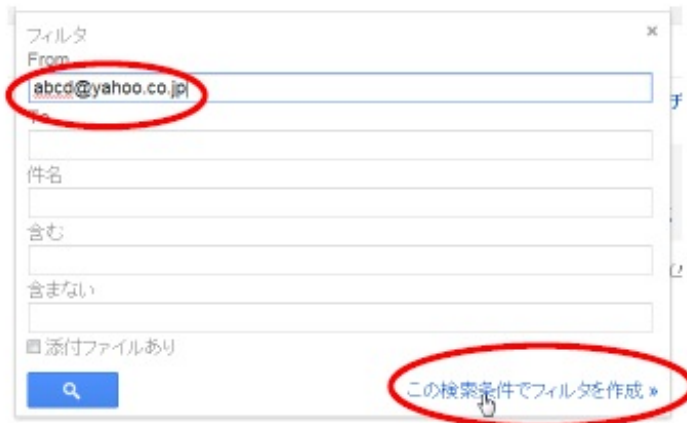 フィルタ
From
abcd@yahoo.co.jp
To
件名
含む
含まない
添付ファイルあり
この検索条件でフィルタを作成 »